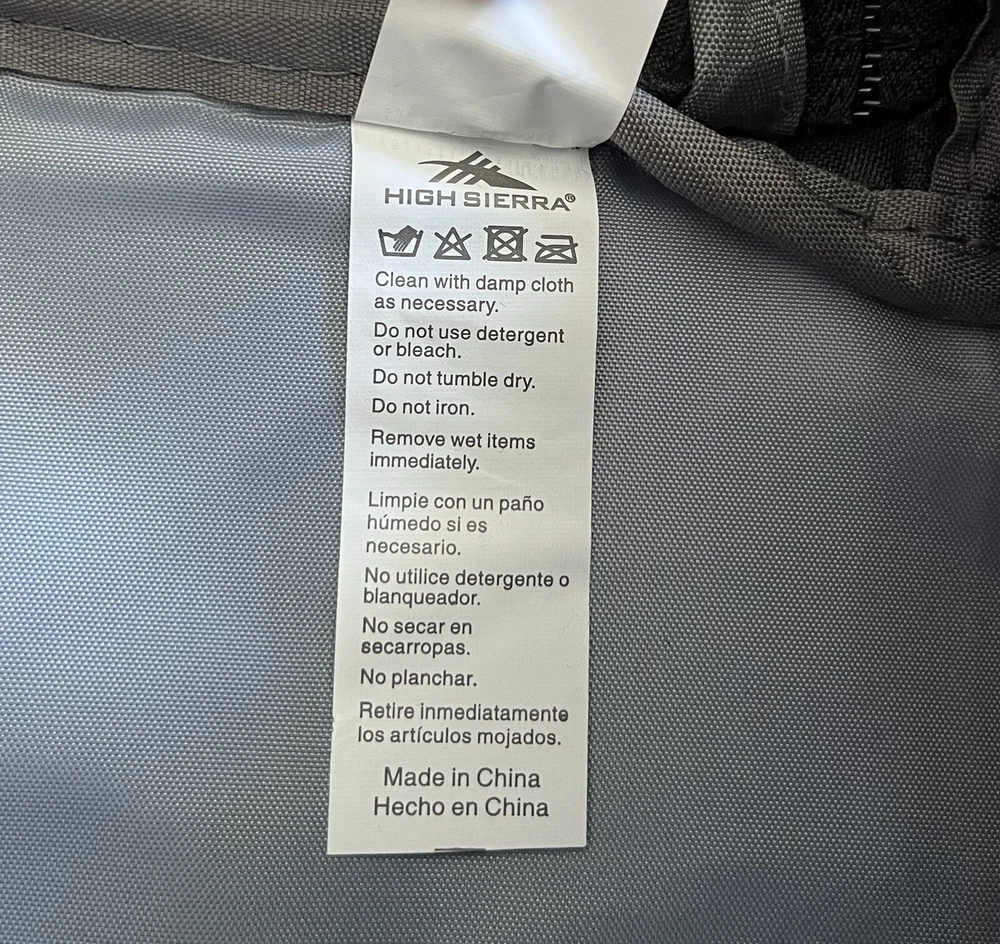 HIGH SIERRA®
Clean with damp cloth
as necessary.
Do not use detergent
or bleach.
Do not tumble dry.
Do not iron.
Remove wet items
immediately.
Limpie con un paño
húmedo si es
necesario.
No utilice detergente o
blanqueador.
No secar en
secarropas.
No planchar.
Retire inmediatamente
los artículos mojados.
Made in China
Hecho en China